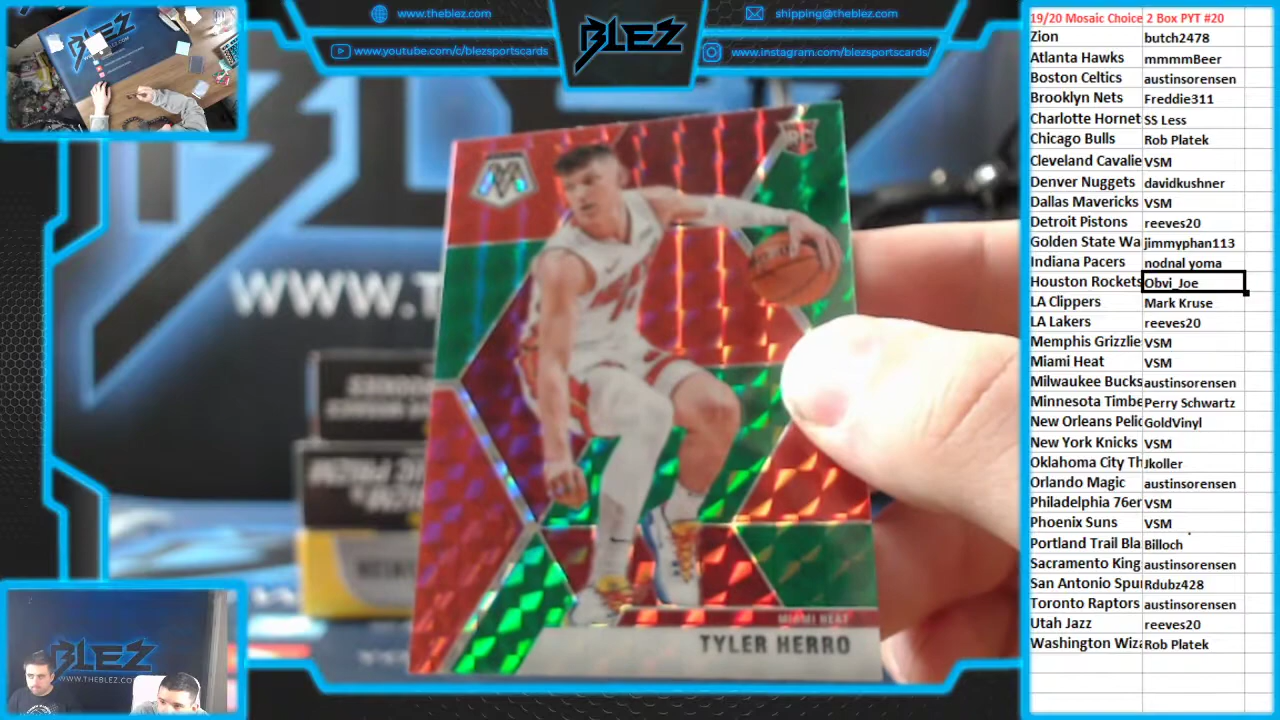 www.theblez.com
shipping@theblez.com
www.youtube.com/c/blezsportscards
www.instagram.com/blezsportscards/
BLEZ
WWW.T
RC
MIAMI HEAT
TYLER HERRO
BLEZ
WWW.THEBLEZ.COM
19/20 Mosaic Choice 2 Box PYT #20
Zion butch2478
Atlanta Hawks mmmmBeer
Boston Celtics austinsorensen
Brooklyn Nets Freddie311
Charlotte Hornet SS Less
Chicago Bulls Rob Platek
Cleveland Cavalie VSM
Denver Nuggets davidkushner
Dallas Mavericks VSM
Detroit Pistons reeves20
Golden State Wa jimmyphan113
Indiana Pacers nodnal yoma
Houston Rockets Obvi_Joe
LA Clippers Mark Kruse
LA Lakers reeves20
Memphis Grizzlie VSM
Miami Heat VSM
Milwaukee Bucks austinsorensen
Minnesota Timbe Perry Schwartz
New Orleans Pelic GoldVinyl
New York Knicks VSM
Oklahoma City Th Jkoller
Orlando Magic austinsorensen
Philadelphia 76er VSM
Phoenix Suns VSM
Portland Trail Bla Billoch
Sacramento King austinsorensen
San Antonio Spu Rdubz428
Toronto Raptors austinsorensen
Utah Jazz reeves20
Washington Wiza Rob Platek